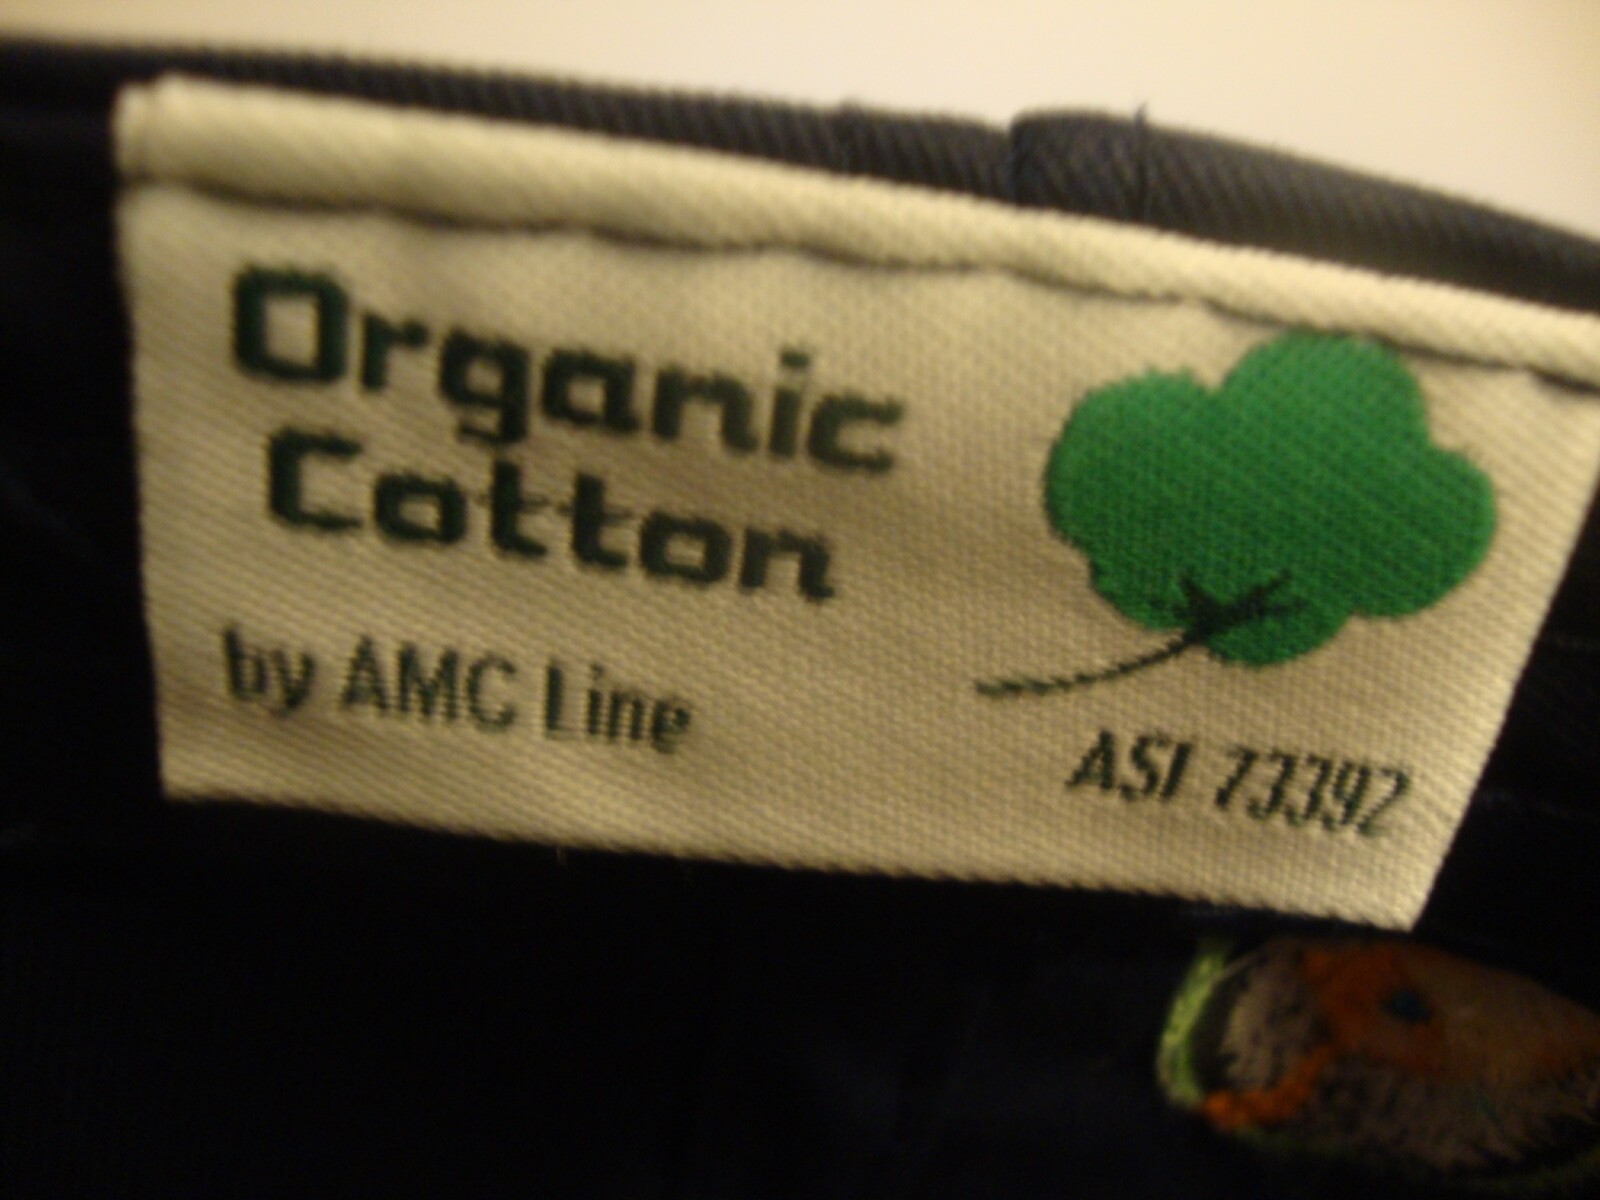 Organic
Cotton
by AMC Line
ASI 73392